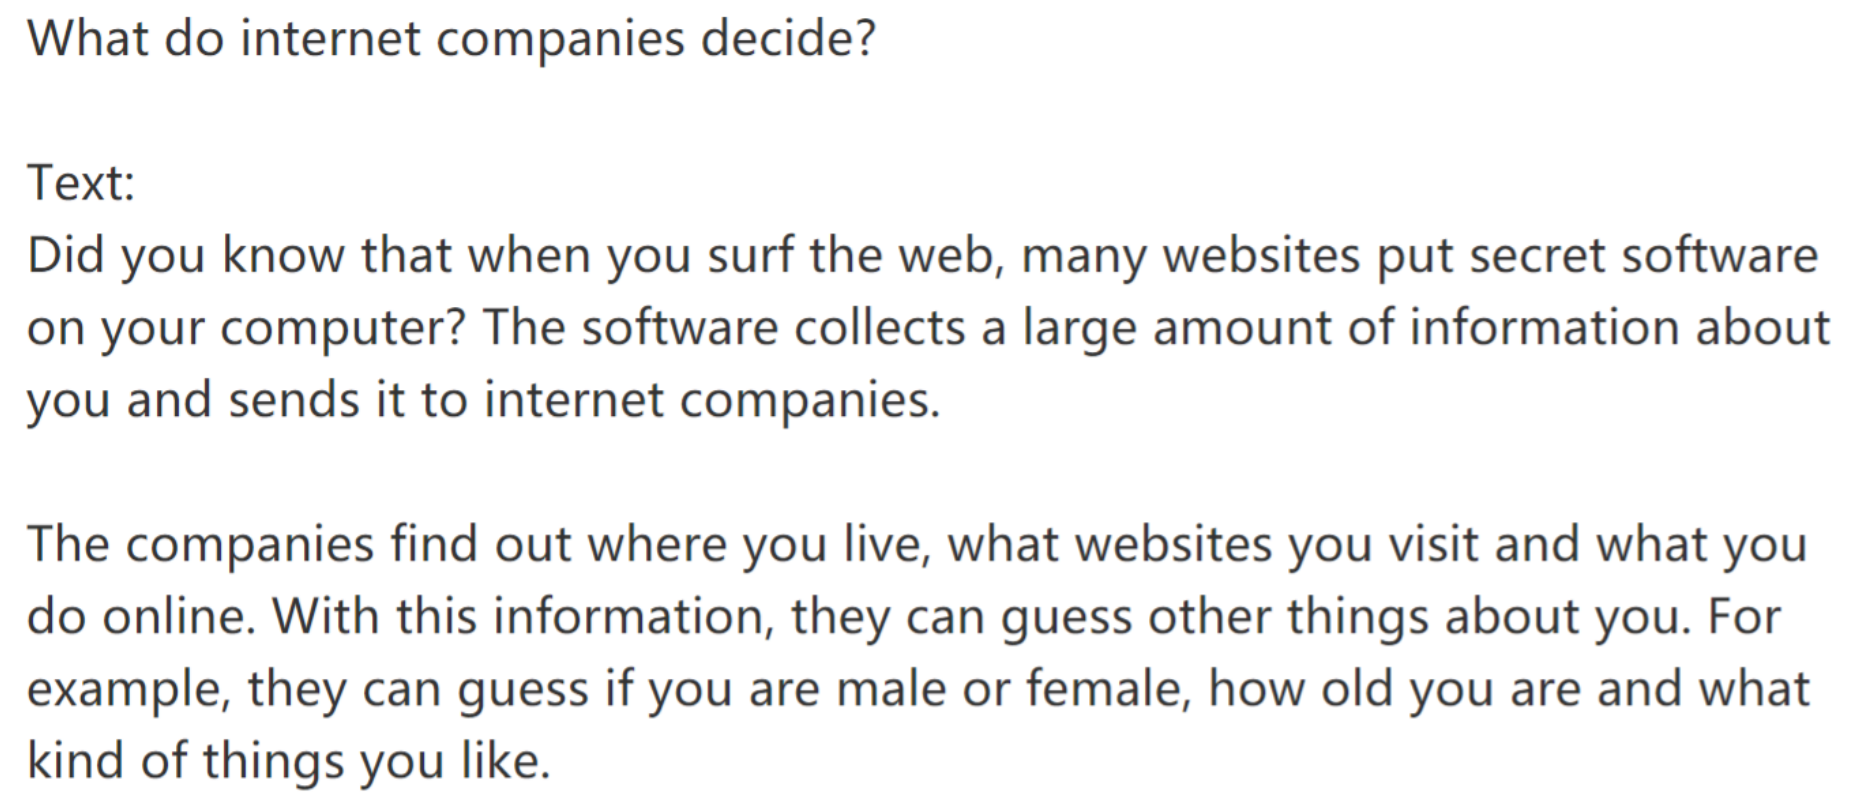 What do internet companies decide?
Text:
Did you know that when you surf the web, many websites put secret software
on your computer? The software collects a large amount of information about
you and sends it to internet companies.
The companies find out where you live, what websites you visit and what you
do online. With this information, they can guess other things about you. For
example, they can guess if you are male or female, how old you are and what
kind of things you like.